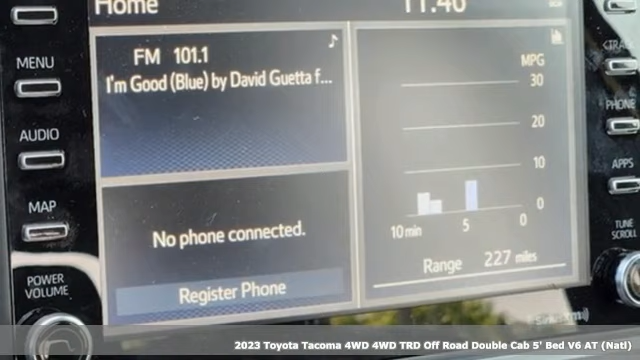 Home
11:46
MENU
FM 101.1
I'm Good (Blue) by David Guetta f...
AUDIO
MAP
No phone connected.
Register Phone
POWER
VOLUME
MPG
30
20
10
0
10 min
5
0
Range 227 miles
PHONE
APPS
TUNE
SCROLL
2023 Toyota Tacoma 4WD 4WD TRD Off Road Double Cab 5' Bed V6 AT (Natl)